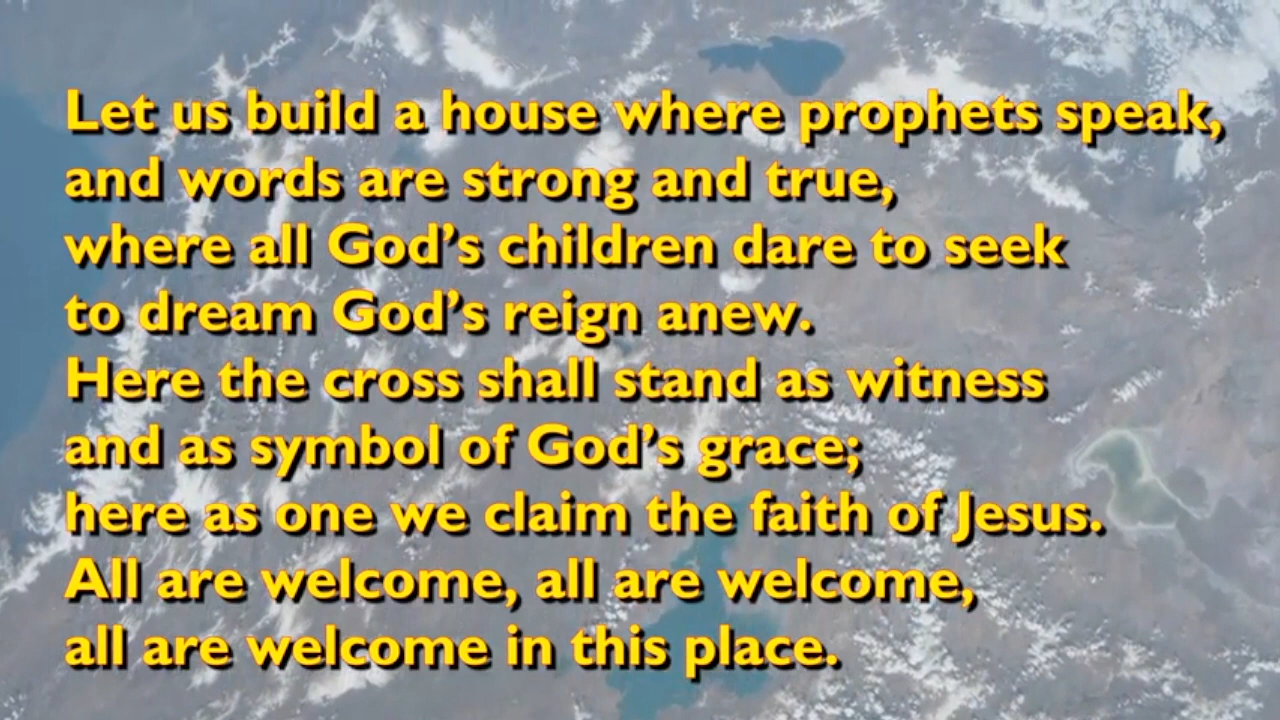 Let us build a house where prophets speak,
and words are strong and true,
where all God’s children dare to seek
to dream God’s reign anew.
Here the cross shall stand as witness
and as symbol of God’s grace;
here as one we claim the faith of Jesus.
All are welcome, all are welcome,
all are welcome in this place.